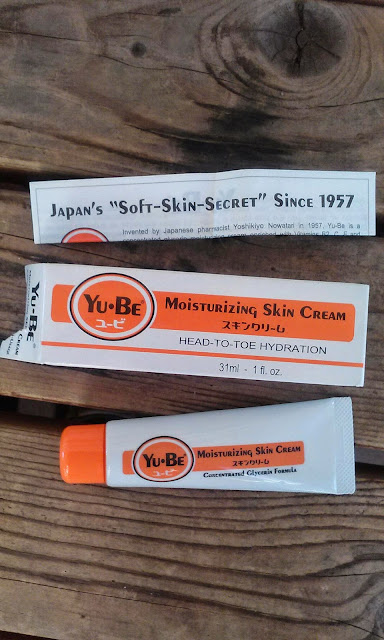 Japan's "Soft-Skin-Secret" Since 1957
Invented by Japanese pharmacist Yoshikiyo Nowatari in 1957, Yu-Be is a
Yu•Be
Cream
Yu•Be
ユービ
Moisturizing Skin Cream
スキンクリーム
HEAD-TO-TOE HYDRATION
31ml - 1 fl. oz.
Yu•Be
ユービ
Moisturizing Skin Cream
スキンクリーム
Concentrated Glycerin Formula